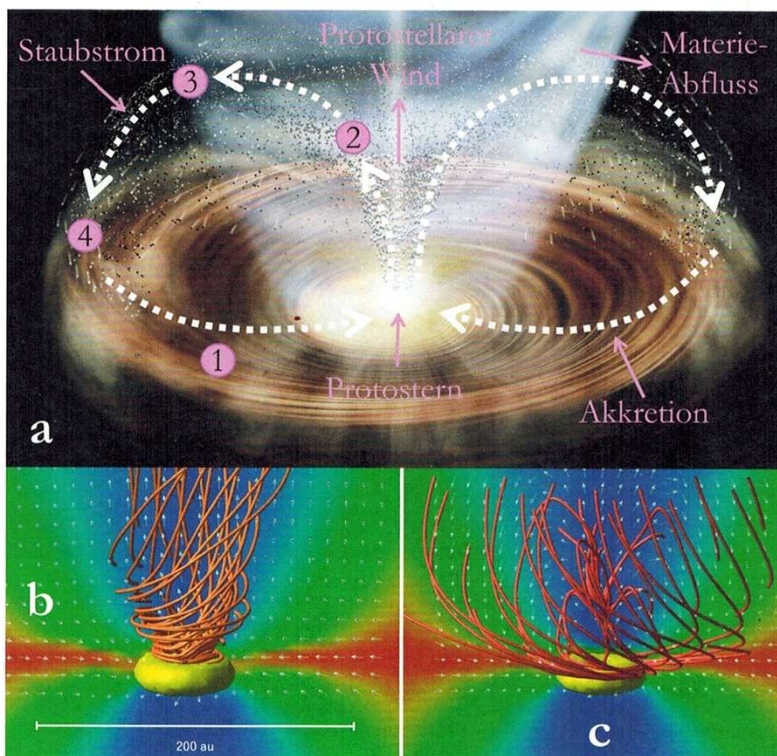 Protostellarer
Wind
Staubstrom
Materie-
Abfluss
3
2
4
1
Protostern
Akkretion
a
b
200 au
c